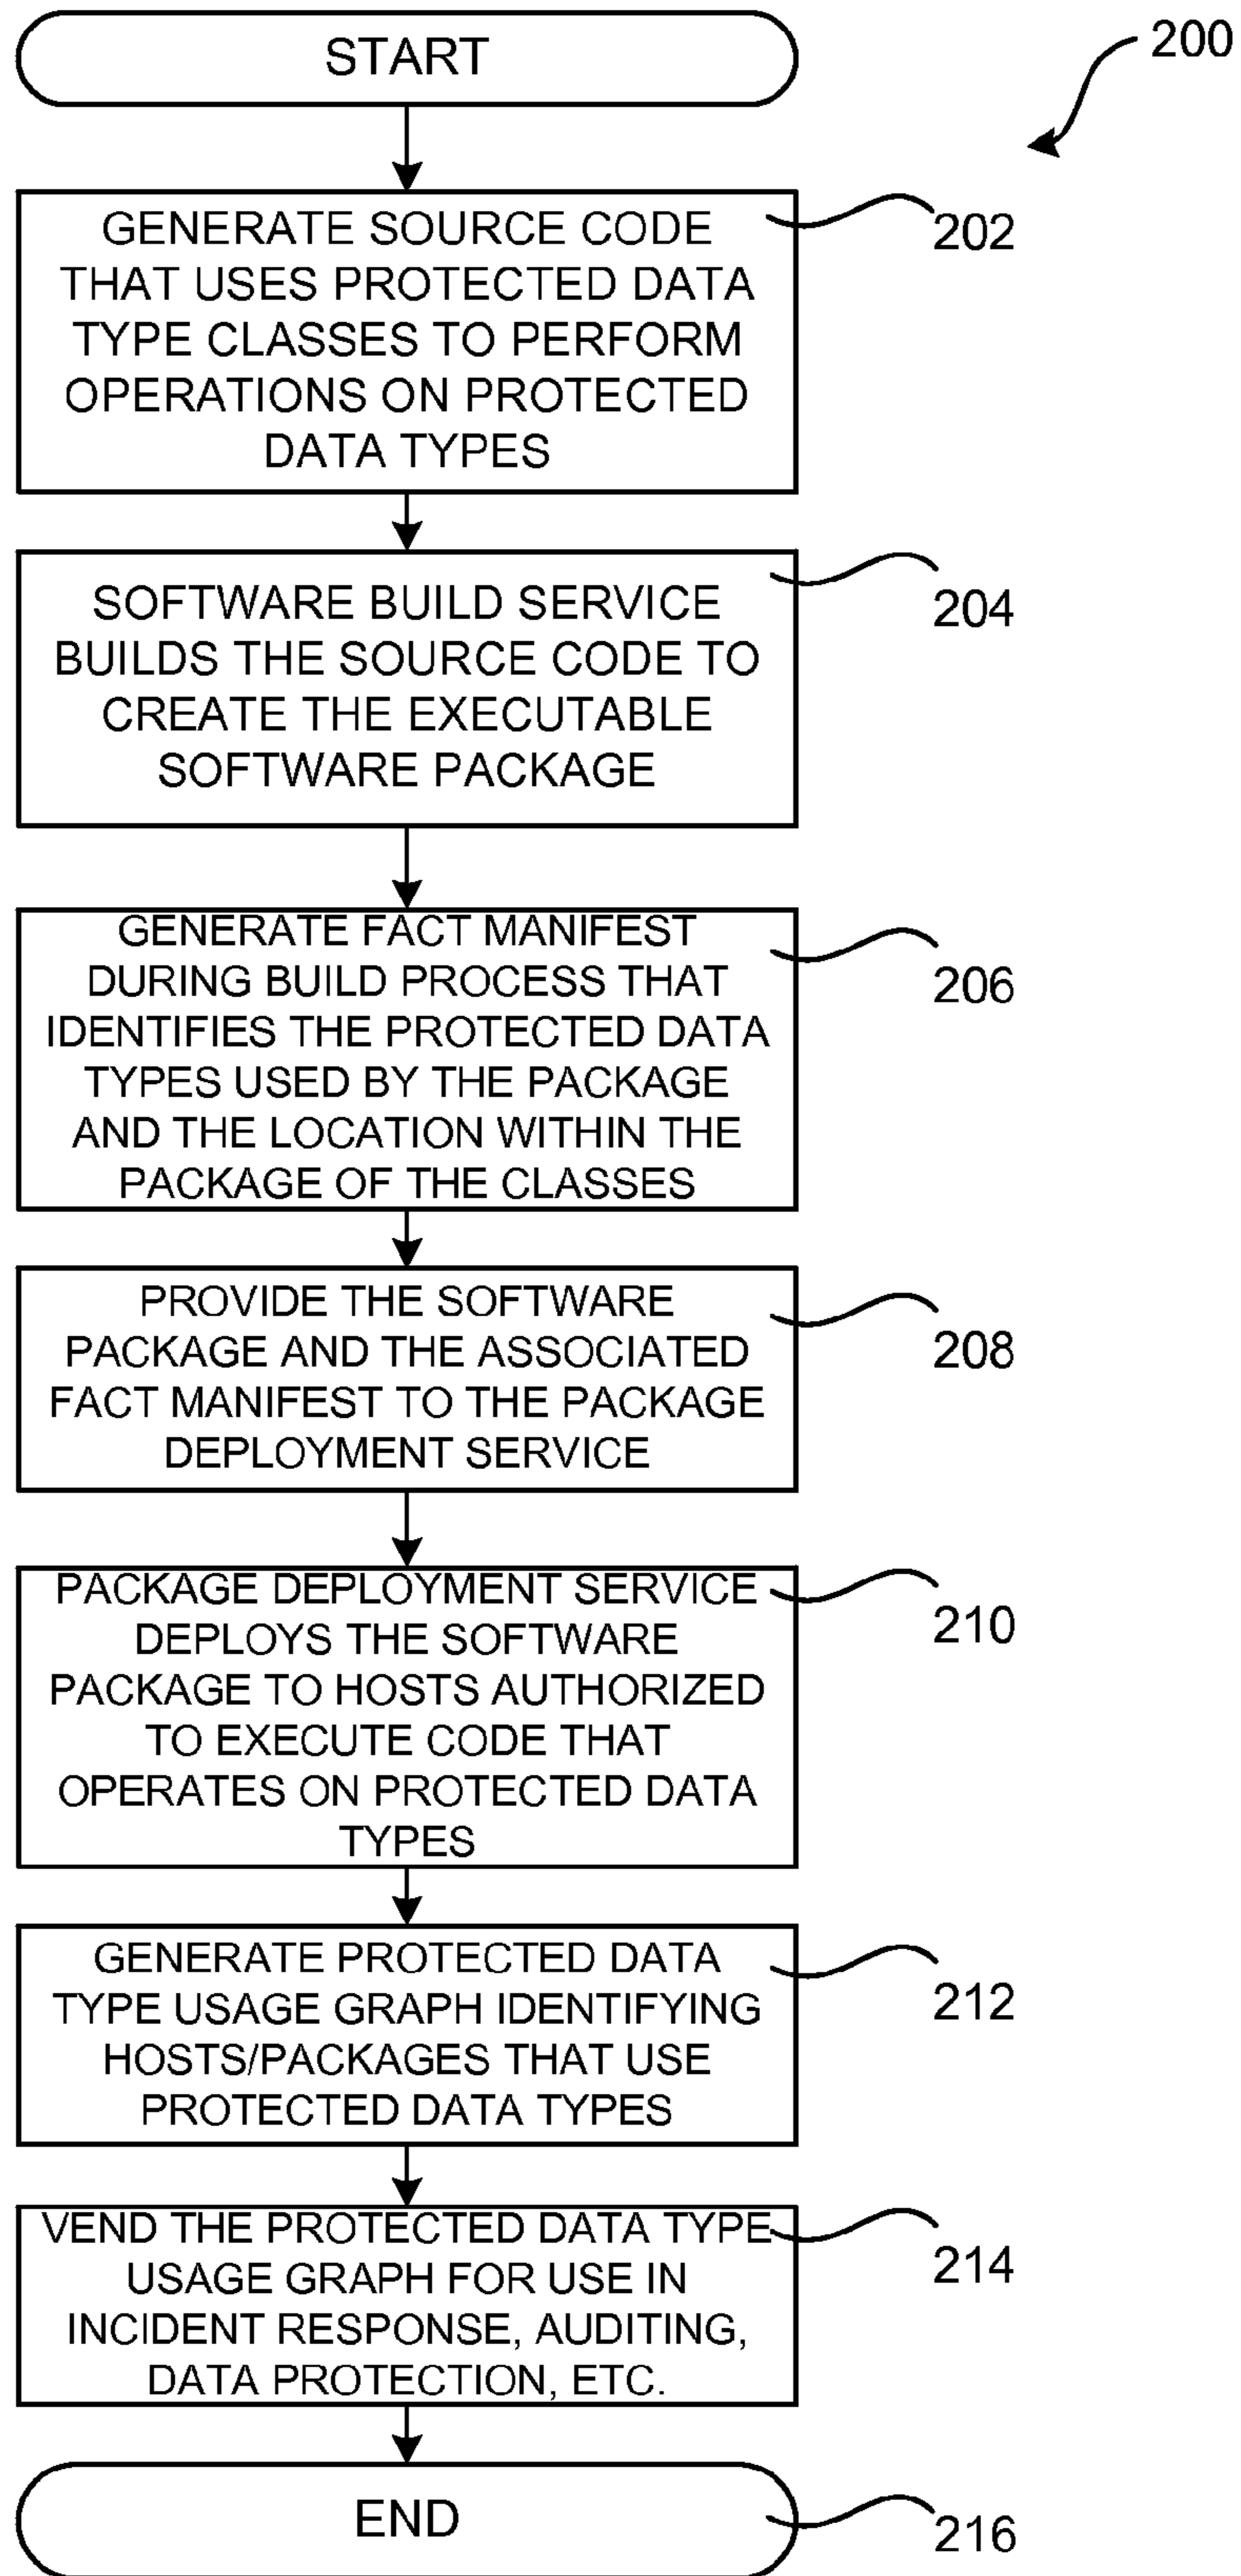 START
200
GENERATE SOURCE CODE
THAT USES PROTECTED DATA
TYPE CLASSES TO PERFORM
OPERATIONS ON PROTECTED
DATA TYPES
202
SOFTWARE BUILD SERVICE
BUILDS THE SOURCE CODE TO
CREATE THE EXECUTABLE
SOFTWARE PACKAGE
204
GENERATE FACT MANIFEST
DURING BUILD PROCESS THAT
IDENTIFIES THE PROTECTED DATA
TYPES USED BY THE PACKAGE
AND THE LOCATION WITHIN THE
PACKAGE OF THE CLASSES
206
PROVIDE THE SOFTWARE
PACKAGE AND THE ASSOCIATED
FACT MANIFEST TO THE PACKAGE
DEPLOYMENT SERVICE
208
PACKAGE DEPLOYMENT SERVICE
DEPLOYS THE SOFTWARE
PACKAGE TO HOSTS AUTHORIZED
TO EXECUTE CODE THAT
OPERATES ON PROTECTED DATA
TYPES
210
GENERATE PROTECTED DATA
TYPE USAGE GRAPH IDENTIFYING
HOSTS/PACKAGES THAT USE
PROTECTED DATA TYPES
212
VEND THE PROTECTED DATA TYPE
USAGE GRAPH FOR USE IN
INCIDENT RESPONSE, AUDITING,
DATA PROTECTION, ETC.
214
END
216